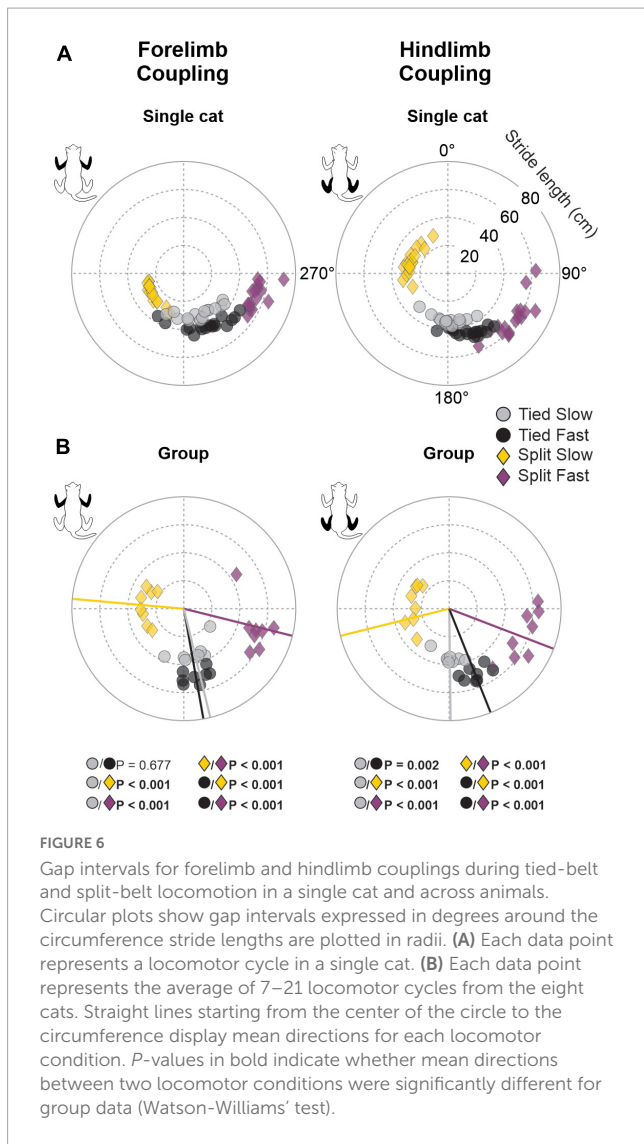 A
Forelimb
Coupling
Hindlimb
Coupling
Single cat
Single cat
0°
Stride length (cm)
80
60
40
20
270°
90°
180°
Tied Slow
Tied Fast
Split Slow
Split Fast
B
Group
Group
/ P = 0.677 / P < 0.001
/ P < 0.001 / P < 0.001
/ P < 0.001 / P < 0.001
/ P = 0.002 / P < 0.001
/ P < 0.001 / P < 0.001
/ P < 0.001 / P < 0.001
FIGURE 6
Gap intervals for forelimb and hindlimb couplings during tied-belt
and split-belt locomotion in a single cat and across animals.
Circular plots show gap intervals expressed in degrees around the
circumference stride lengths are plotted in radii. (A) Each data point
represents a locomotor cycle in a single cat. (B) Each data point
represents the average of 7–21 locomotor cycles from the eight
cats. Straight lines starting from the center of the circle to the
circumference display mean directions for each locomotor
condition. P-values in bold indicate whether mean directions
between two locomotor conditions were significantly different for
group data (Watson-Williams’ test).